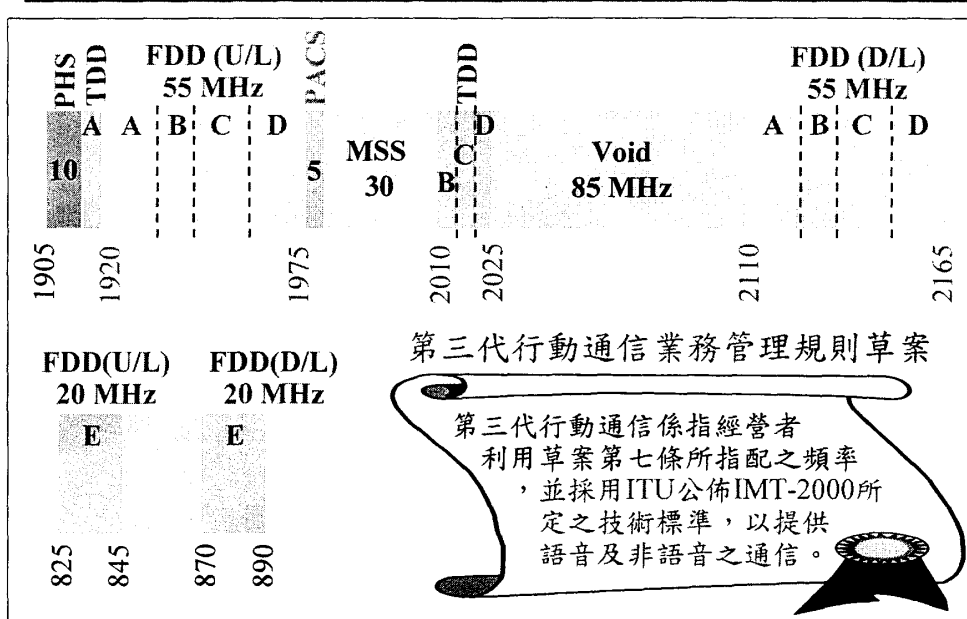 PHS
TDD
FDD (U/L)
55 MHz
PACS
TDD
FDD (D/L)
55 MHz
A A B C D
10
5
MSS
30
B C D
Void
85 MHz
A B C D
1905
1920
1975
2010
2025
2110
2165
FDD(U/L)
20 MHz
FDD(D/L)
20 MHz
E
E
825
845
870
890
第三代行動通信業務管理規則草案
第三代行動通信係指經營者
利用草案第七條所指配之頻率
，並採用ITU公佈IMT-2000所
定之技術標準，以提供
語音及非語音之通信。